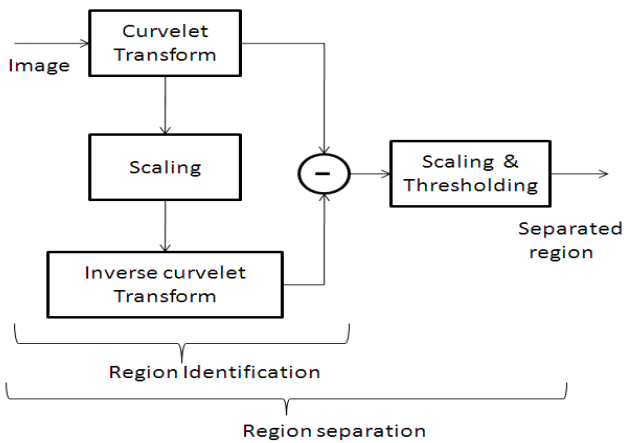 Curvelet
Transform
Image
Scaling
Scaling &
Thresholding
–
Separated
region
Inverse curvelet
Transform
Region Identification
Region separation